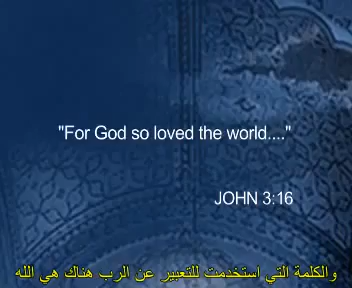 "For God so loved the world...."
JOHN 3:16
والكلمة التي استخدمت للتعبير عن الرب هناك هي الله